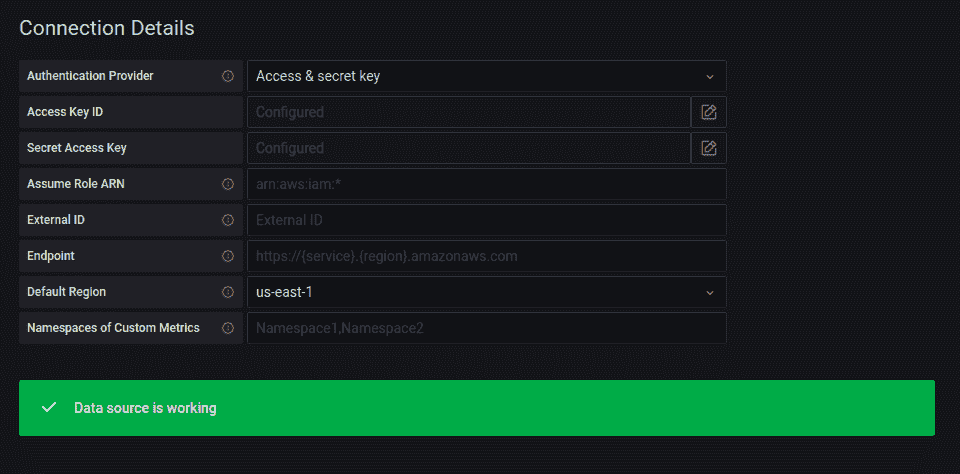 Connection Details
Authentication Provider Access & secret key
Access Key ID Configured
Secret Access Key Configured
Assume Role ARN arn:aws:iam:*
External ID External ID
Endpoint https://{service}.{region}.amazonaws.com
Default Region us-east-1
Namespaces of Custom Metrics Namespace1,Namespace2
Data source is working